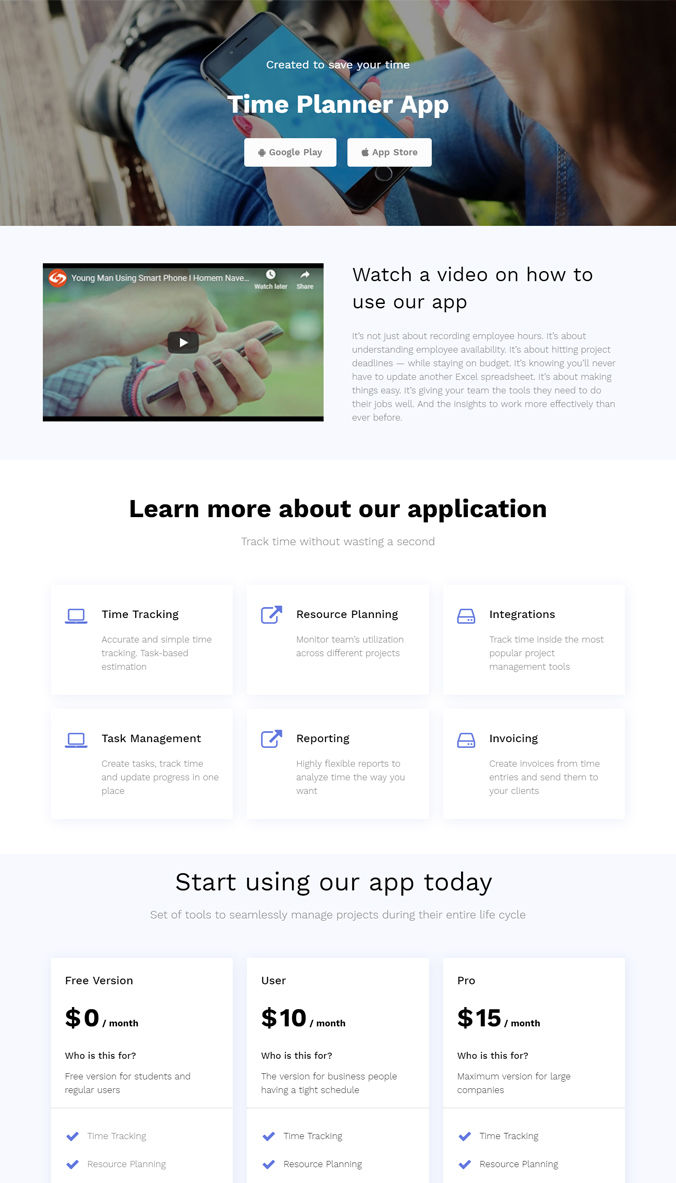 Created to save your time
Time Planner App
Google Play
App Store
Young Man Using Smart Phone I Homem Nave...
Watch later
Share
Watch a video on how to
use our app
It's not just about recording employee hours. It's about
understanding employee availability. It's about hitting project
deadlines — while staying on budget. It's knowing you'll never
have to update another Excel spreadsheet. It's about making
things easy. It's giving your team the tools they need to do
their jobs well. And the insights to work more effectively than
ever before.
Learn more about our application
Track time without wasting a second
Time Tracking
Accurate and simple time
tracking. Task-based
estimation
Resource Planning
Monitor team's utilization
across different projects
Integrations
Track time inside the most
popular project
management tools
Task Management
Create tasks, track time
and update progress in one
place
Reporting
Highly flexible reports to
analyze time the way you
want
Invoicing
Create invoices from time
entries and send them to
your clients
Start using our app today
Set of tools to seamlessly manage projects during their entire life cycle
Free Version
$0 / month
Who is this for?
Free version for students and
regular users
Time Tracking
Resource Planning
User
$10 / month
Who is this for?
The version for business people
having a tight schedule
Time Tracking
Resource Planning
Pro
$15 / month
Who is this for?
Maximum version for large
companies
Time Tracking
Resource Planning